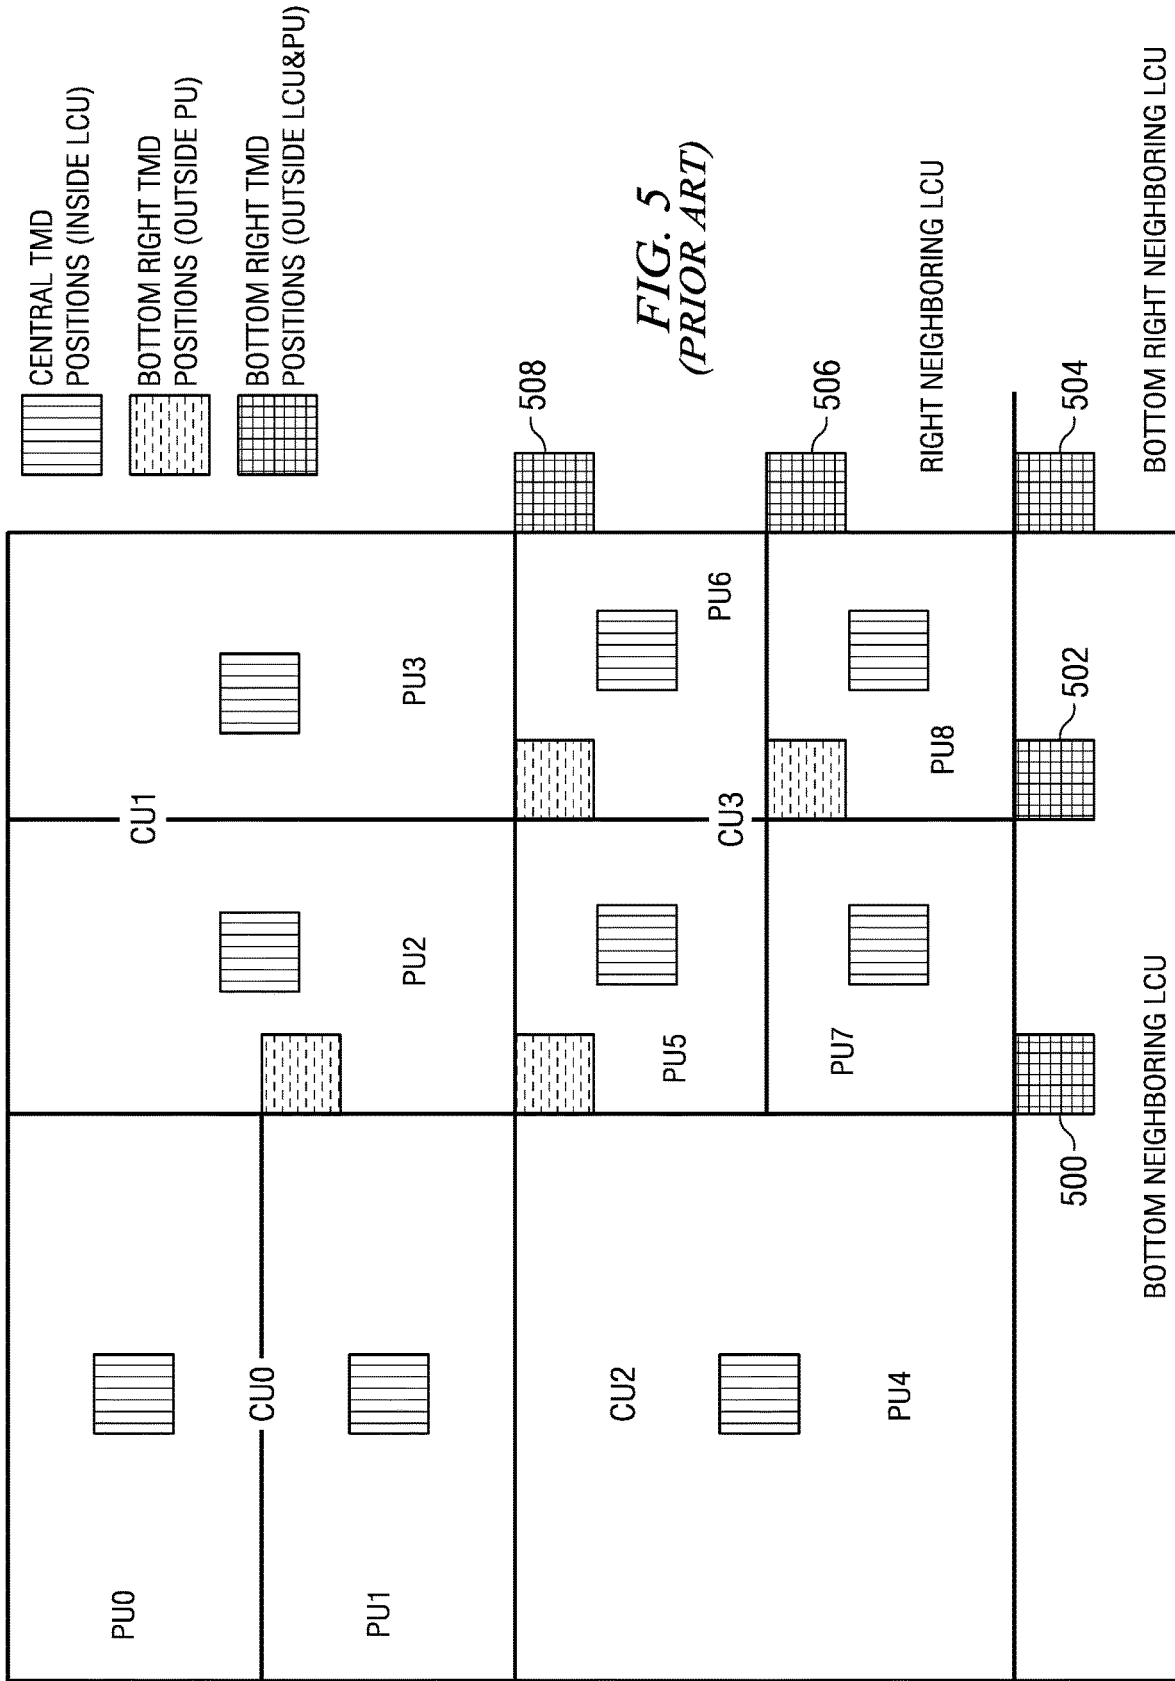 CENTRAL TMD
POSITIONS (INSIDE LCU)
BOTTOM RIGHT TMD
POSITIONS (OUTSIDE PU)
BOTTOM RIGHT TMD
POSITIONS (OUTSIDE LCU&PU)
PU0
CU0
PU1
CU1
PU2
PU3
CU2
PU4
PU5
CU3
PU6
PU7
PU8
508
506
504
502
500
FIG. 5
(PRIOR ART)
RIGHT NEIGHBORING LCU
BOTTOM NEIGHBORING LCU
BOTTOM RIGHT NEIGHBORING LCU